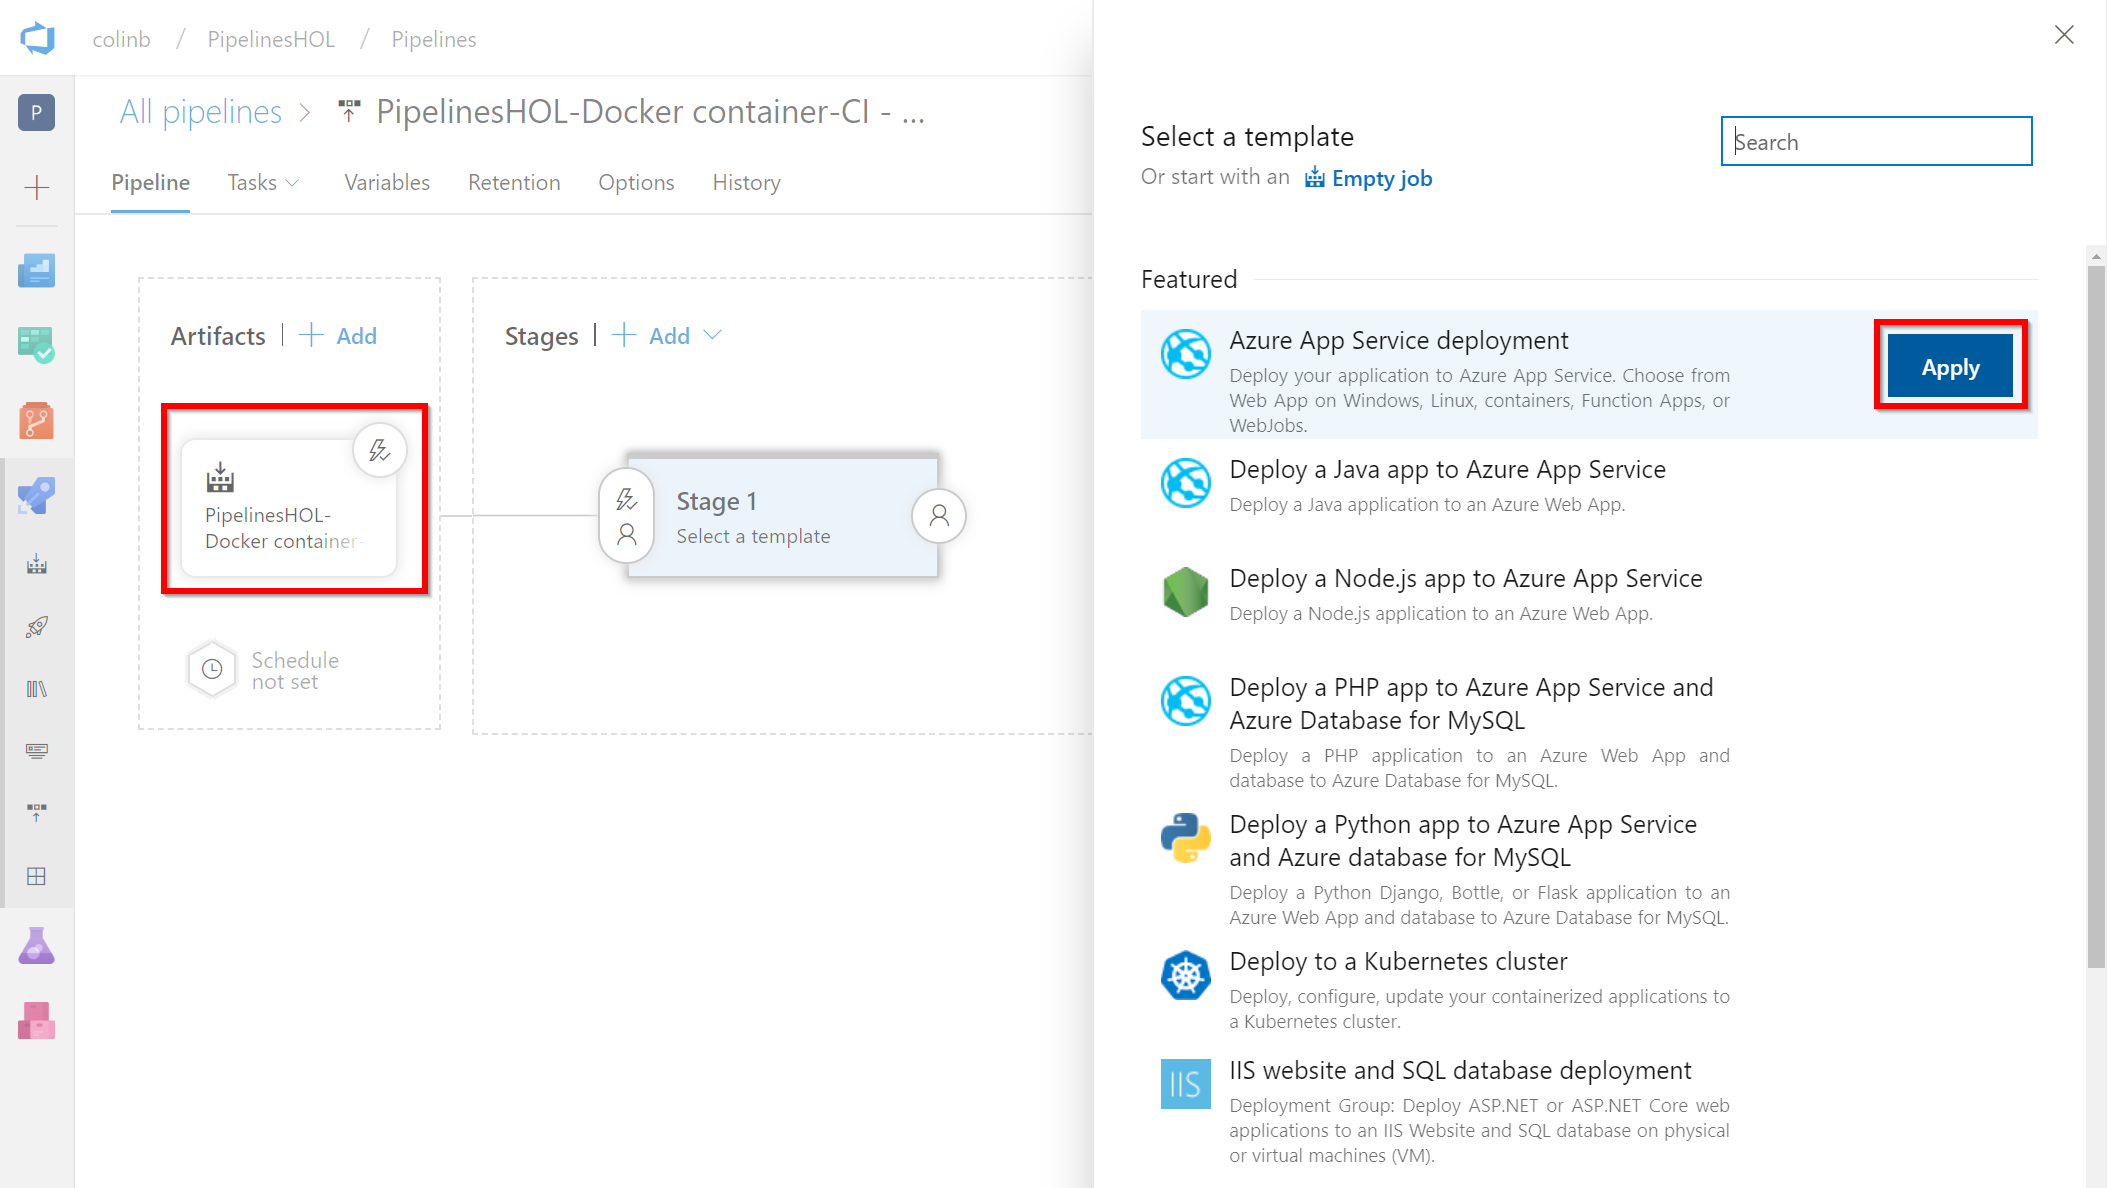 colinb / PipelinesHOL / Pipelines
P
All pipelines > PipelinesHOL-Docker container-CI - ...
Pipeline Tasks Variables Retention Options History
Artifacts | + Add
Stages | + Add
PipelinesHOL-
Docker container-
Schedule
not set
Stage 1
Select a template
Select a template
Or start with an Empty job
Search
Featured
Azure App Service deployment
Deploy your application to Azure App Service. Choose from
Web App on Windows, Linux, containers, Function Apps, or
WebJobs.
Apply
Deploy a Java app to Azure App Service
Deploy a Java application to an Azure Web App.
Deploy a Node.js app to Azure App Service
Deploy a Node.js application to an Azure Web App.
Deploy a PHP app to Azure App Service and
Azure Database for MySQL
Deploy a PHP application to an Azure Web App and
database to Azure Database for MySQL.
Deploy a Python app to Azure App Service
and Azure database for MySQL
Deploy a Python Django, Bottle, or Flask application to an
Azure Web App and database to Azure Database for MySQL.
Deploy to a Kubernetes cluster
Deploy, configure, update your containerized applications to
a Kubernetes cluster.
IIS
IIS website and SQL database deployment
Deployment Group: Deploy ASP.NET or ASP.NET Core web
applications to an IIS Website and SQL database on physical
or virtual machines (VM).